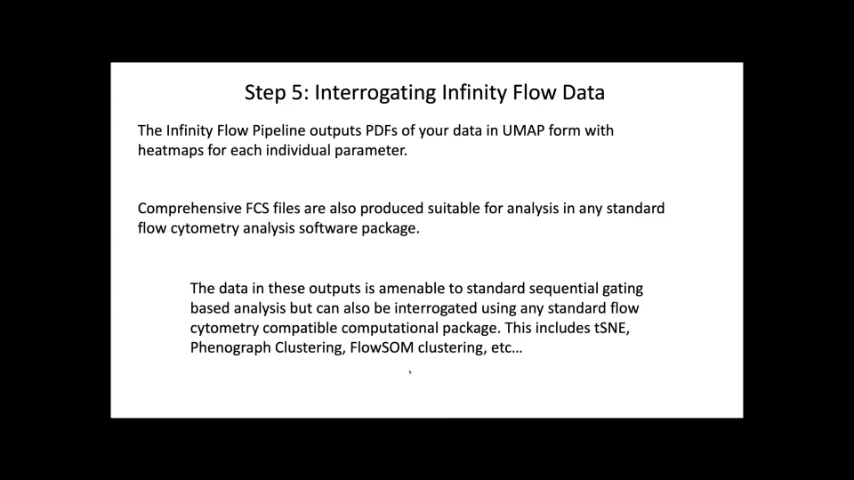 Step 5: Interrogating Infinity Flow Data
The Infinity Flow Pipeline outputs PDFs of your data in UMAP form with
heatmaps for each individual parameter.
Comprehensive FCS files are also produced suitable for analysis in any standard
flow cytometry analysis software package.
The data in these outputs is amenable to standard sequential gating
based analysis but can also be interrogated using any standard flow
cytometry compatible computational package. This includes tSNE,
Phenograph Clustering, FlowSOM clustering, etc…